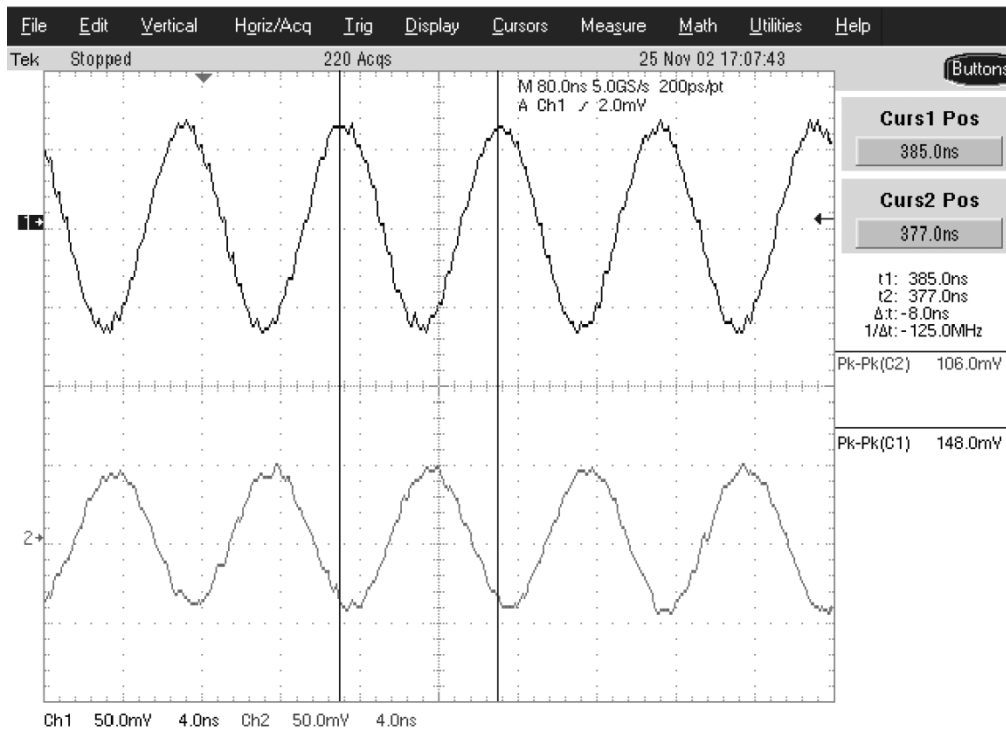 File Edit Vertical Horiz/Acq Trig Display Cursors Measure Math Utilities Help
Tek Stopped 220 Acqs 25 Nov 02 17:07:43
Buttons
M 80.0ns 5.0GS/s 200ps/pt
A Ch1 / 2.0mV
Curs1 Pos
385.0ns
Curs2 Pos
377.0ns
t1: 385.0ns
t2: 377.0ns
Δt: -8.0ns
1/Δt: -125.0MHz
Pk-Pk(C2) 106.0mV
Pk-Pk(C1) 148.0mV
1
2
Ch1 50.0mV 4.0ns Ch2 50.0mV 4.0ns